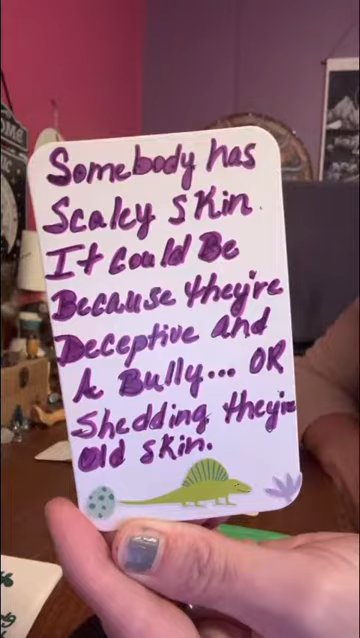 Somebody has
Scaley skin.
It Could Be
Because they're
Deceptive and
A Bully... OR
Shedding they're
Old skin.